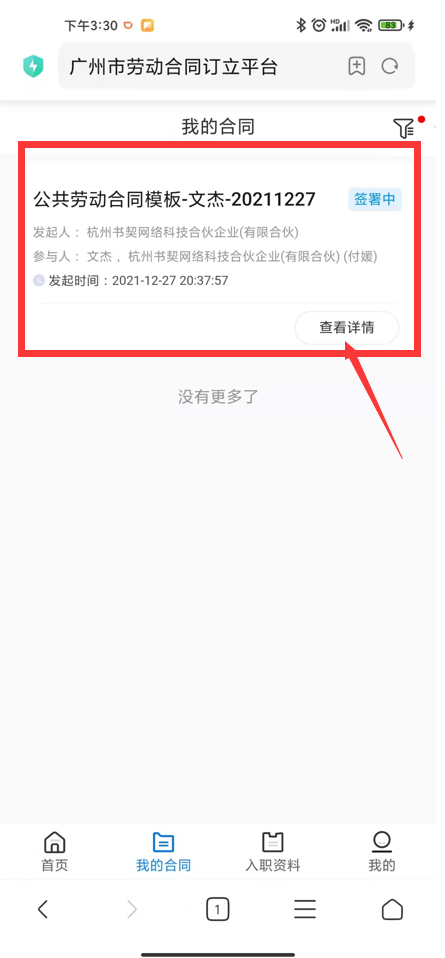 下午3:30
HD
83
广州市劳动合同订立平台
我的合同
公共劳动合同模板-文杰-20211227
签署中
发起人：杭州书契网络科技合伙企业(有限合伙)
参与人：文杰，杭州书契网络科技合伙企业(有限合伙) (付媛)
发起时间：2021-12-27 20:37:57
查看详情
没有更多了
首页
我的合同
入职资料
我的
1